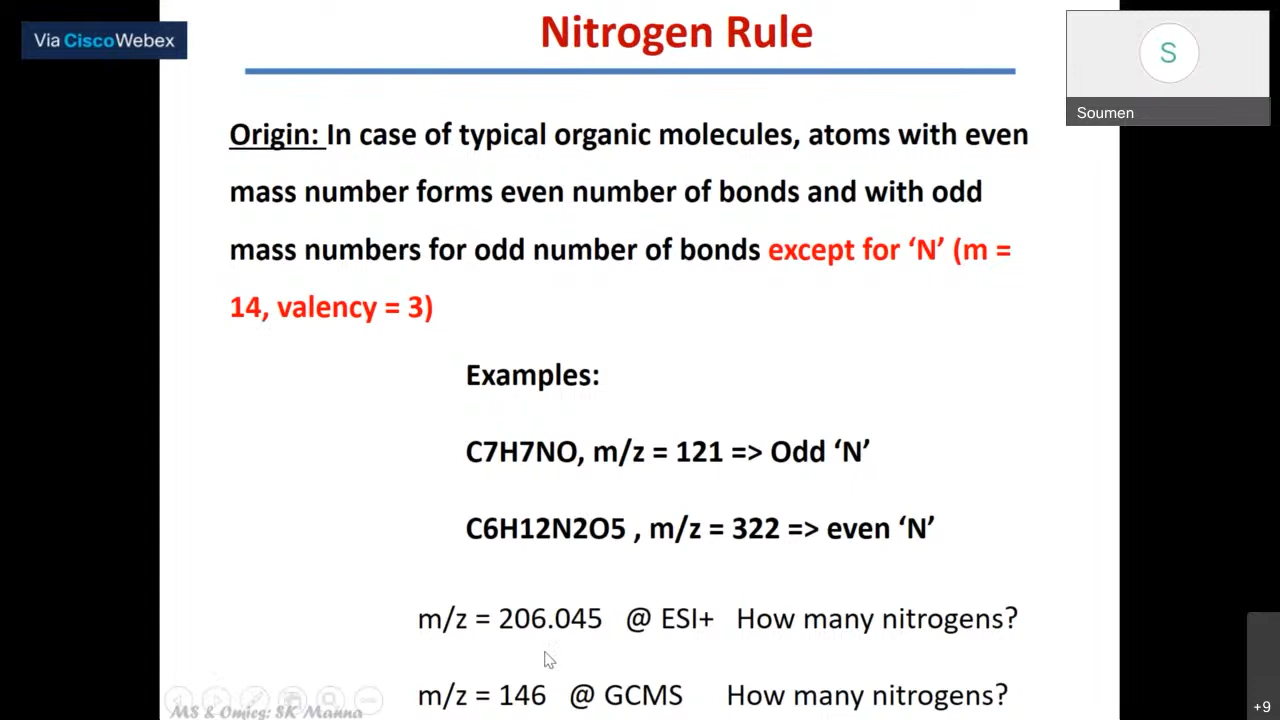 Via CiscoWebex
Nitrogen Rule
S
Soumen
Origin: In case of typical organic molecules, atoms with even
mass number forms even number of bonds and with odd
mass numbers for odd number of bonds except for ‘N’ (m =
14, valency = 3)
Examples:
C7H7NO, m/z = 121 => Odd ‘N’
C6H12N2O5 , m/z = 322 => even ‘N’
m/z = 206.045 @ ESI+ How many nitrogens?
m/z = 146 @ GCMS How many nitrogens?
MS & Omics: SK Manna
+9